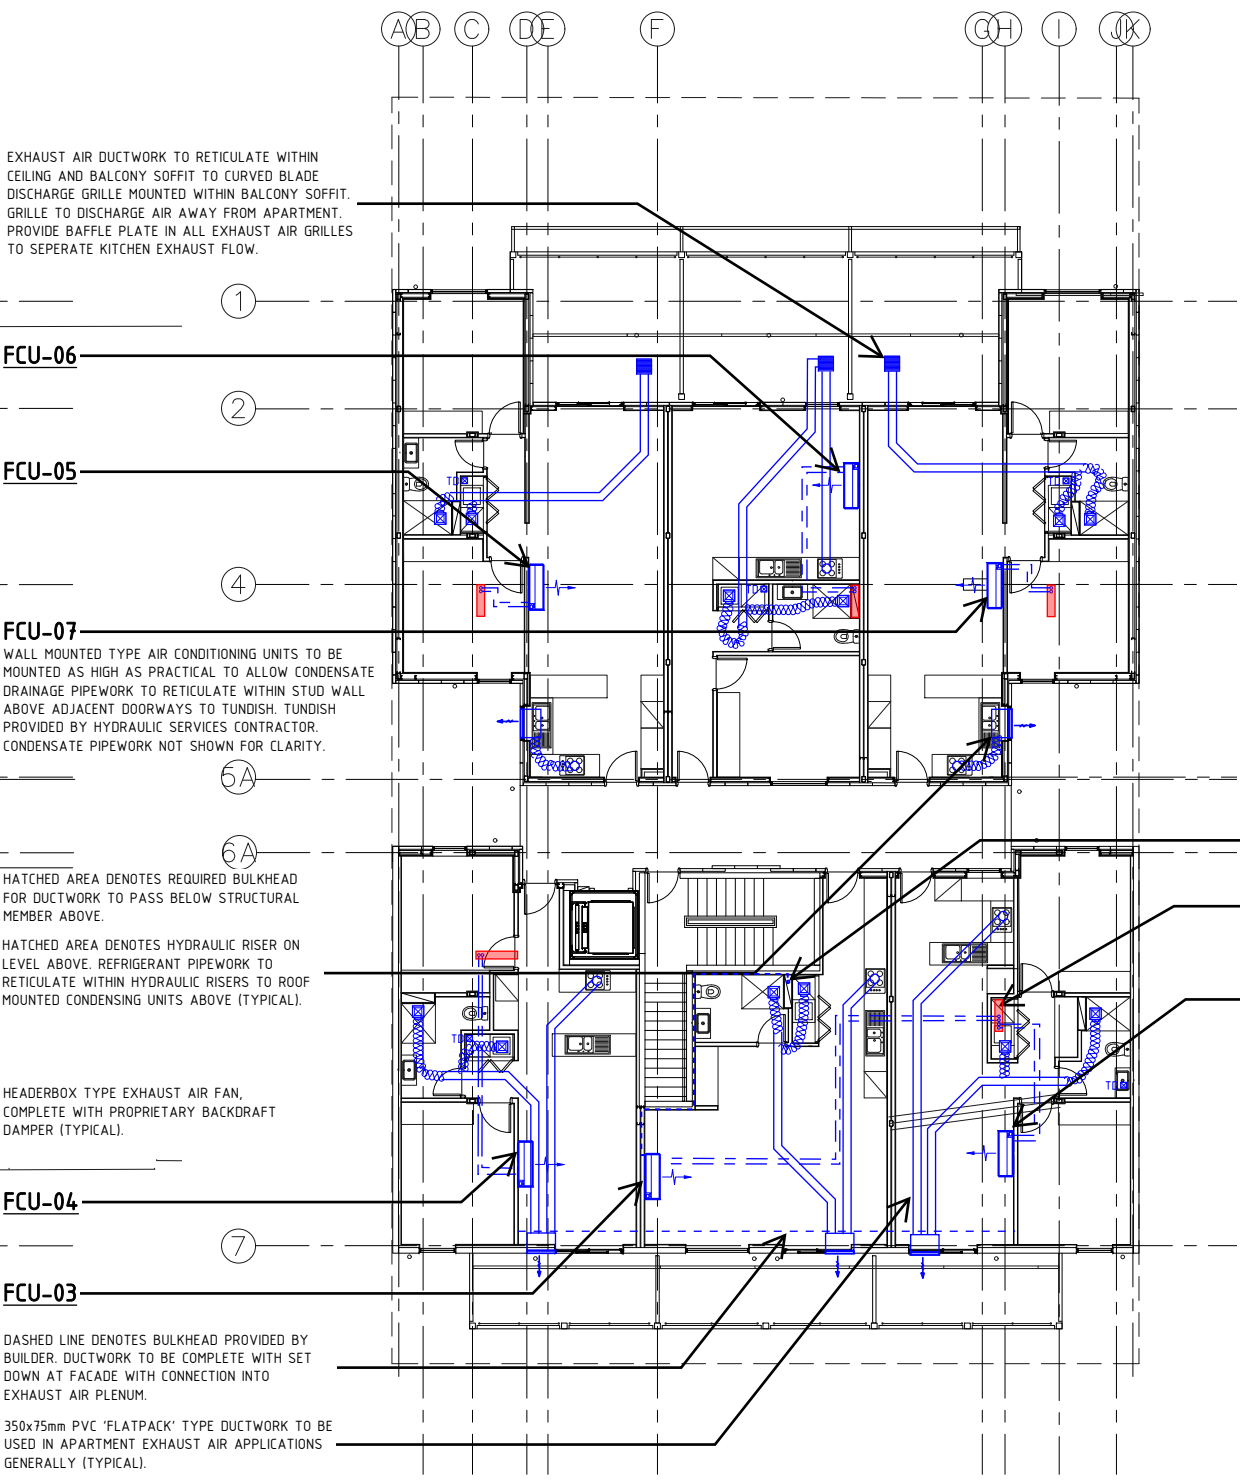 A B C D E F G H I J K
EXHAUST AIR DUCTWORK TO RETICULATE WITHIN
CEILING AND BALCONY SOFFIT TO CURVED BLADE
DISCHARGE GRILLE MOUNTED WITHIN BALCONY SOFFIT.
GRILLE TO DISCHARGE AIR AWAY FROM APARTMENT.
PROVIDE BAFFLE PLATE IN ALL EXHAUST AIR GRILLES
TO SEPERATE KITCHEN EXHAUST FLOW.
1
FCU-06
2
FCU-05
TD
TD
4
TD
FCU-07
WALL MOUNTED TYPE AIR CONDITIONING UNITS TO BE
MOUNTED AS HIGH AS PRACTICAL TO ALLOW CONDENSATE
DRAINAGE PIPEWORK TO RETICULATE WITHIN STUD WALL
ABOVE ADJACENT DOORWAYS TO TUNDISH. TUNDISH
PROVIDED BY HYDRAULIC SERVICES CONTRACTOR.
CONDENSATE PIPEWORK NOT SHOWN FOR CLARITY.
5A
6A
HATCHED AREA DENOTES REQUIRED BULKHEAD
FOR DUCTWORK TO PASS BELOW STRUCTURAL
MEMBER ABOVE.
HATCHED AREA DENOTES HYDRAULIC RISER ON
LEVEL ABOVE. REFRIGERANT PIPEWORK TO
RETICULATE WITHIN HYDRAULIC RISERS TO ROOF
MOUNTED CONDENSING UNITS ABOVE (TYPICAL).
TD
TD
HEADERBOX TYPE EXHAUST AIR FAN,
COMPLETE WITH PROPRIETARY BACKDRAFT
DAMPER (TYPICAL).
FCU-04
7
FCU-03
DASHED LINE DENOTES BULKHEAD PROVIDED BY
BUILDER. DUCTWORK TO BE COMPLETE WITH SET
DOWN AT FACADE WITH CONNECTION INTO
EXHAUST AIR PLENUM.
350x75mm PVC 'FLATPACK' TYPE DUCTWORK TO BE
USED IN APARTMENT EXHAUST AIR APPLICATIONS
GENERALLY (TYPICAL).